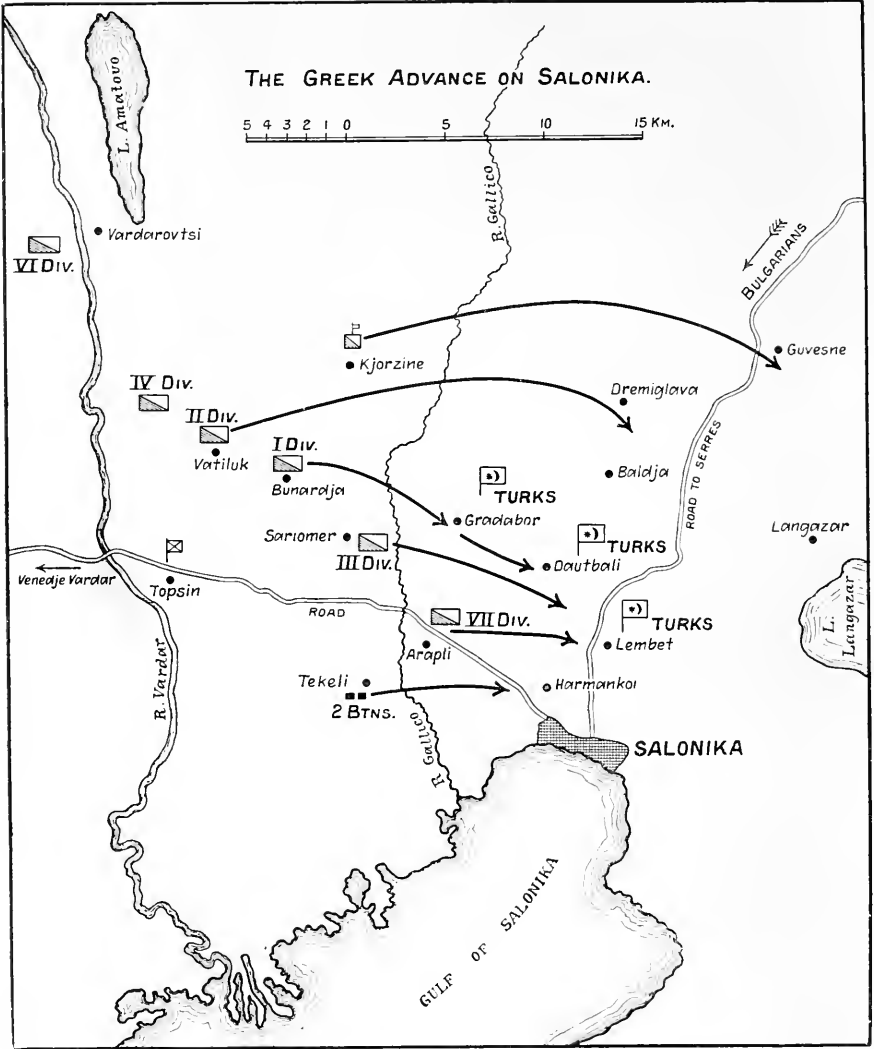 THE GREEK ADVANCE ON SALONIKA.
5 4 3 2 1 0 5 10 15 KM.
L. Amatovo
R. Gallico
Vardarovtsi
VI DIV.
BULGARIANS
Kjorzine
Guvesne
IV DIV.
Dremiglava
II DIV.
Vatiluk
I DIV.
Bunardja
Baldja
ROAD TO SERRES
TURKS
Gradabor
Langazar
Sariomer
TURKS
III DIV.
Dautbali
Venedje Vardar
Topsin
ROAD
VII DIV.
TURKS
L. Langazar
Arapli
Lembet
R. Vardar
Tekeli
Harmankoi
2 BTNS.
R. Gallico
SALONIKA
GULF OF SALONIKA